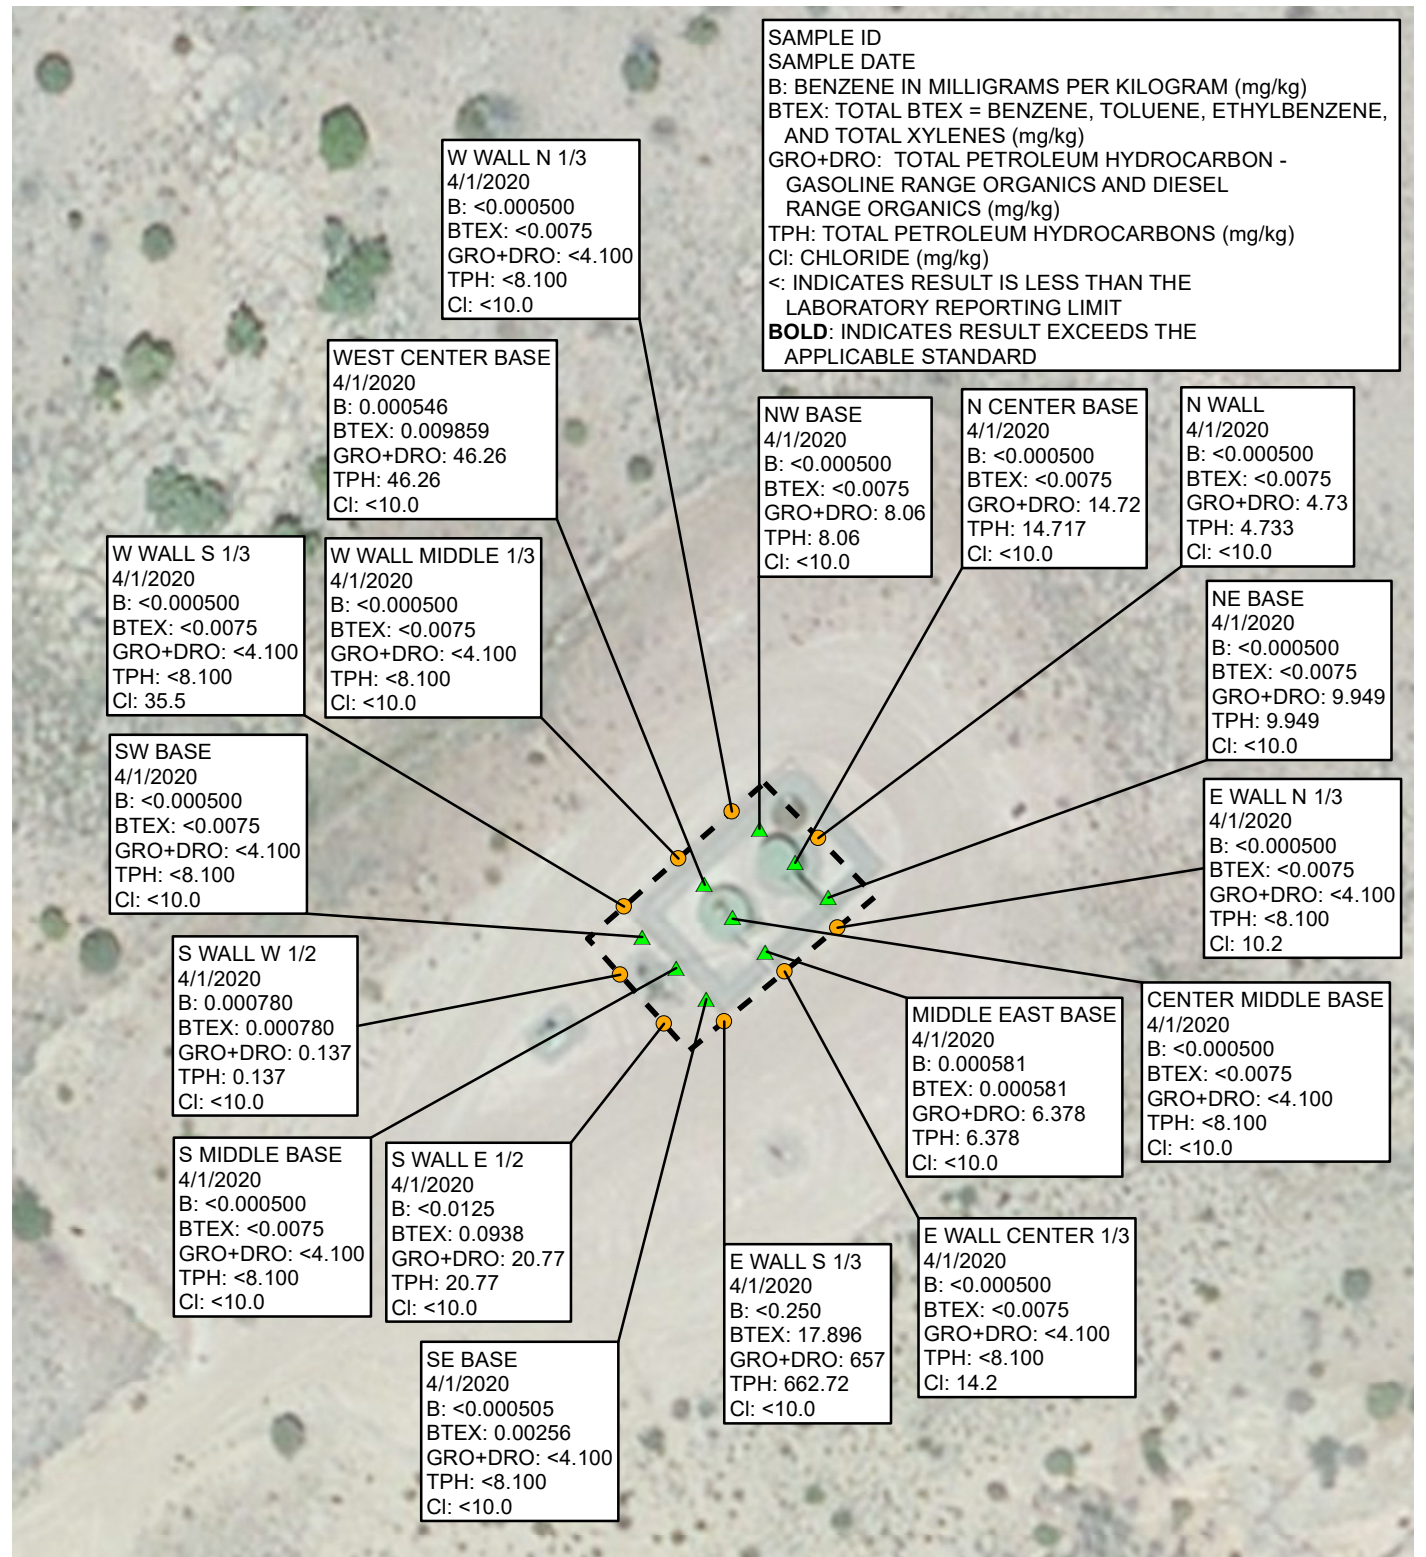 SAMPLE ID
SAMPLE DATE
B: BENZENE IN MILLIGRAMS PER KILOGRAM (mg/kg)
BTEX: TOTAL BTEX = BENZENE, TOLUENE, ETHYLBENZENE,
AND TOTAL XYLENES (mg/kg)
GRO+DRO: TOTAL PETROLEUM HYDROCARBON -
GASOLINE RANGE ORGANICS AND DIESEL
RANGE ORGANICS (mg/kg)
TPH: TOTAL PETROLEUM HYDROCARBONS (mg/kg)
Cl: CHLORIDE (mg/kg)
<: INDICATES RESULT IS LESS THAN THE
LABORATORY REPORTING LIMIT
BOLD: INDICATES RESULT EXCEEDS THE
APPLICABLE STANDARD
W WALL N 1/3
4/1/2020
B: <0.000500
BTEX: <0.0075
GRO+DRO: <4.100
TPH: <8.100
Cl: <10.0
WEST CENTER BASE
4/1/2020
B: 0.000546
BTEX: 0.009859
GRO+DRO: 46.26
TPH: 46.26
Cl: <10.0
NW BASE
4/1/2020
B: <0.000500
BTEX: <0.0075
GRO+DRO: 8.06
TPH: 8.06
Cl: <10.0
N CENTER BASE
4/1/2020
B: <0.000500
BTEX: <0.0075
GRO+DRO: 14.72
TPH: 14.717
Cl: <10.0
N WALL
4/1/2020
B: <0.000500
BTEX: <0.0075
GRO+DRO: 4.73
TPH: 4.733
Cl: <10.0
W WALL S 1/3
4/1/2020
B: <0.000500
BTEX: <0.0075
GRO+DRO: <4.100
TPH: <8.100
Cl: 35.5
W WALL MIDDLE 1/3
4/1/2020
B: <0.000500
BTEX: <0.0075
GRO+DRO: <4.100
TPH: <8.100
Cl: <10.0
NE BASE
4/1/2020
B: <0.000500
BTEX: <0.0075
GRO+DRO: 9.949
TPH: 9.949
Cl: <10.0
SW BASE
4/1/2020
B: <0.000500
BTEX: <0.0075
GRO+DRO: <4.100
TPH: <8.100
Cl: <10.0
E WALL N 1/3
4/1/2020
B: <0.000500
BTEX: <0.0075
GRO+DRO: <4.100
TPH: <8.100
Cl: 10.2
S WALL W 1/2
4/1/2020
B: 0.000780
BTEX: 0.000780
GRO+DRO: 0.137
TPH: 0.137
Cl: <10.0
MIDDLE EAST BASE
4/1/2020
B: 0.000581
BTEX: 0.000581
GRO+DRO: 6.378
TPH: 6.378
Cl: <10.0
CENTER MIDDLE BASE
4/1/2020
B: <0.000500
BTEX: <0.0075
GRO+DRO: <4.100
TPH: <8.100
Cl: <10.0
S MIDDLE BASE
4/1/2020
B: <0.000500
BTEX: <0.0075
GRO+DRO: <4.100
TPH: <8.100
Cl: <10.0
S WALL E 1/2
4/1/2020
B: <0.0125
BTEX: 0.0938
GRO+DRO: 20.77
TPH: 20.77
Cl: <10.0
E WALL S 1/3
4/1/2020
B: <0.250
BTEX: 17.896
GRO+DRO: 657
TPH: 662.72
Cl: <10.0
E WALL CENTER 1/3
4/1/2020
B: <0.000500
BTEX: <0.0075
GRO+DRO: <4.100
TPH: <8.100
Cl: 14.2
SE BASE
4/1/2020
B: <0.000505
BTEX: 0.00256
GRO+DRO: <4.100
TPH: <8.100
Cl: <10.0